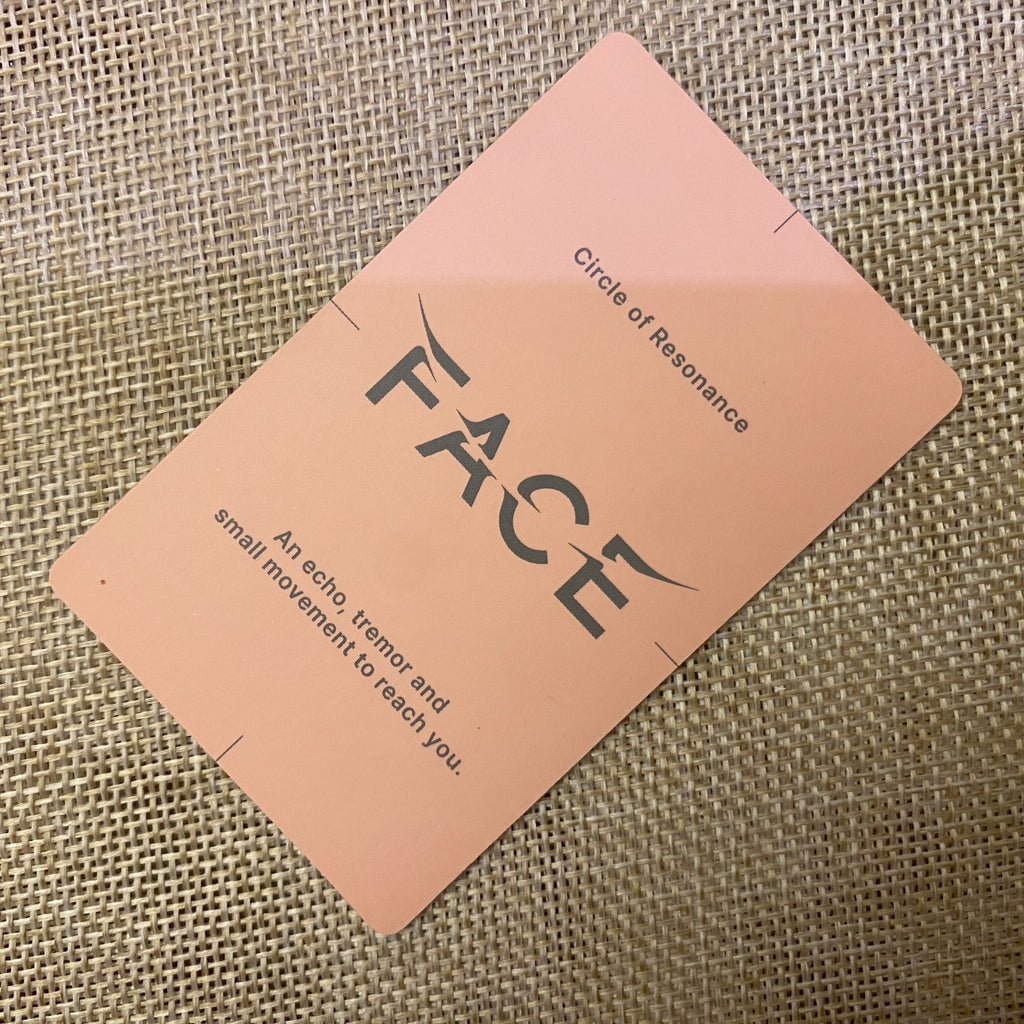 Circle of Resonance
FACE
An echo, tremor and
small movement to reach you.